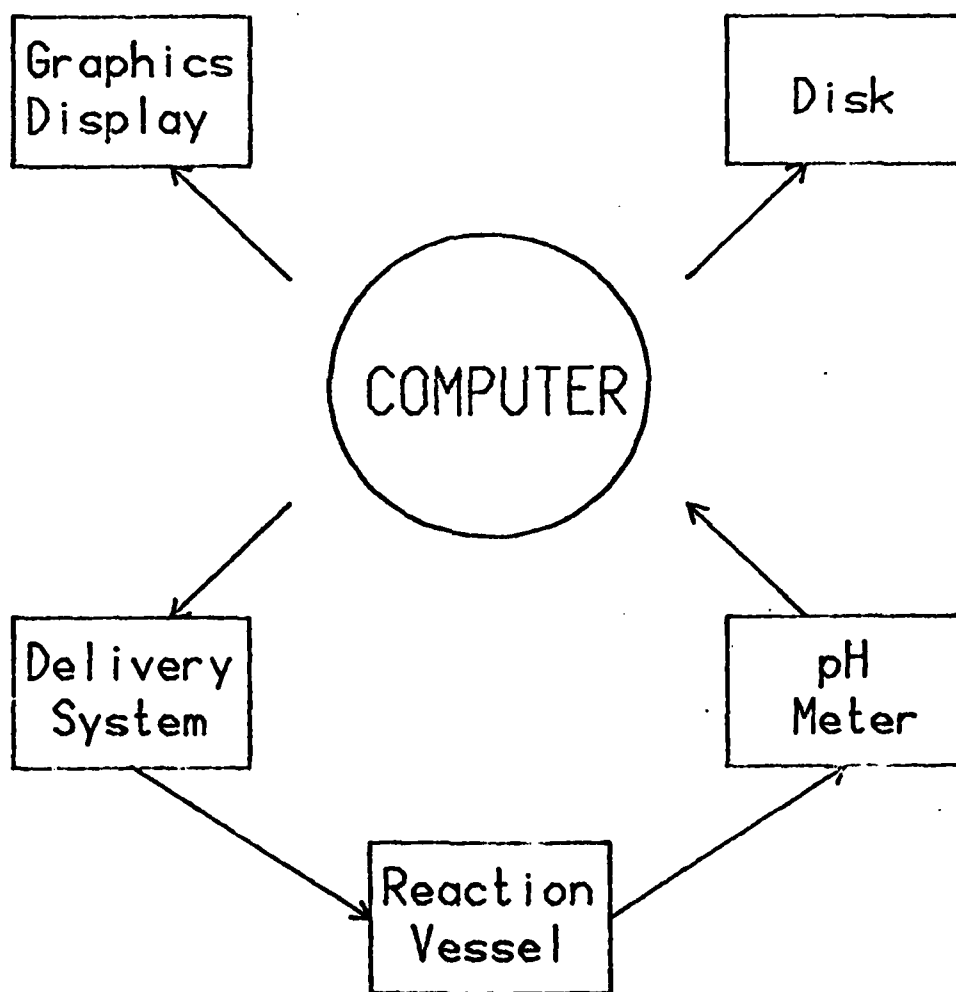 Graphics
Display
Disk
COMPUTER
Delivery
System
pH
Meter
Reaction
Vessel